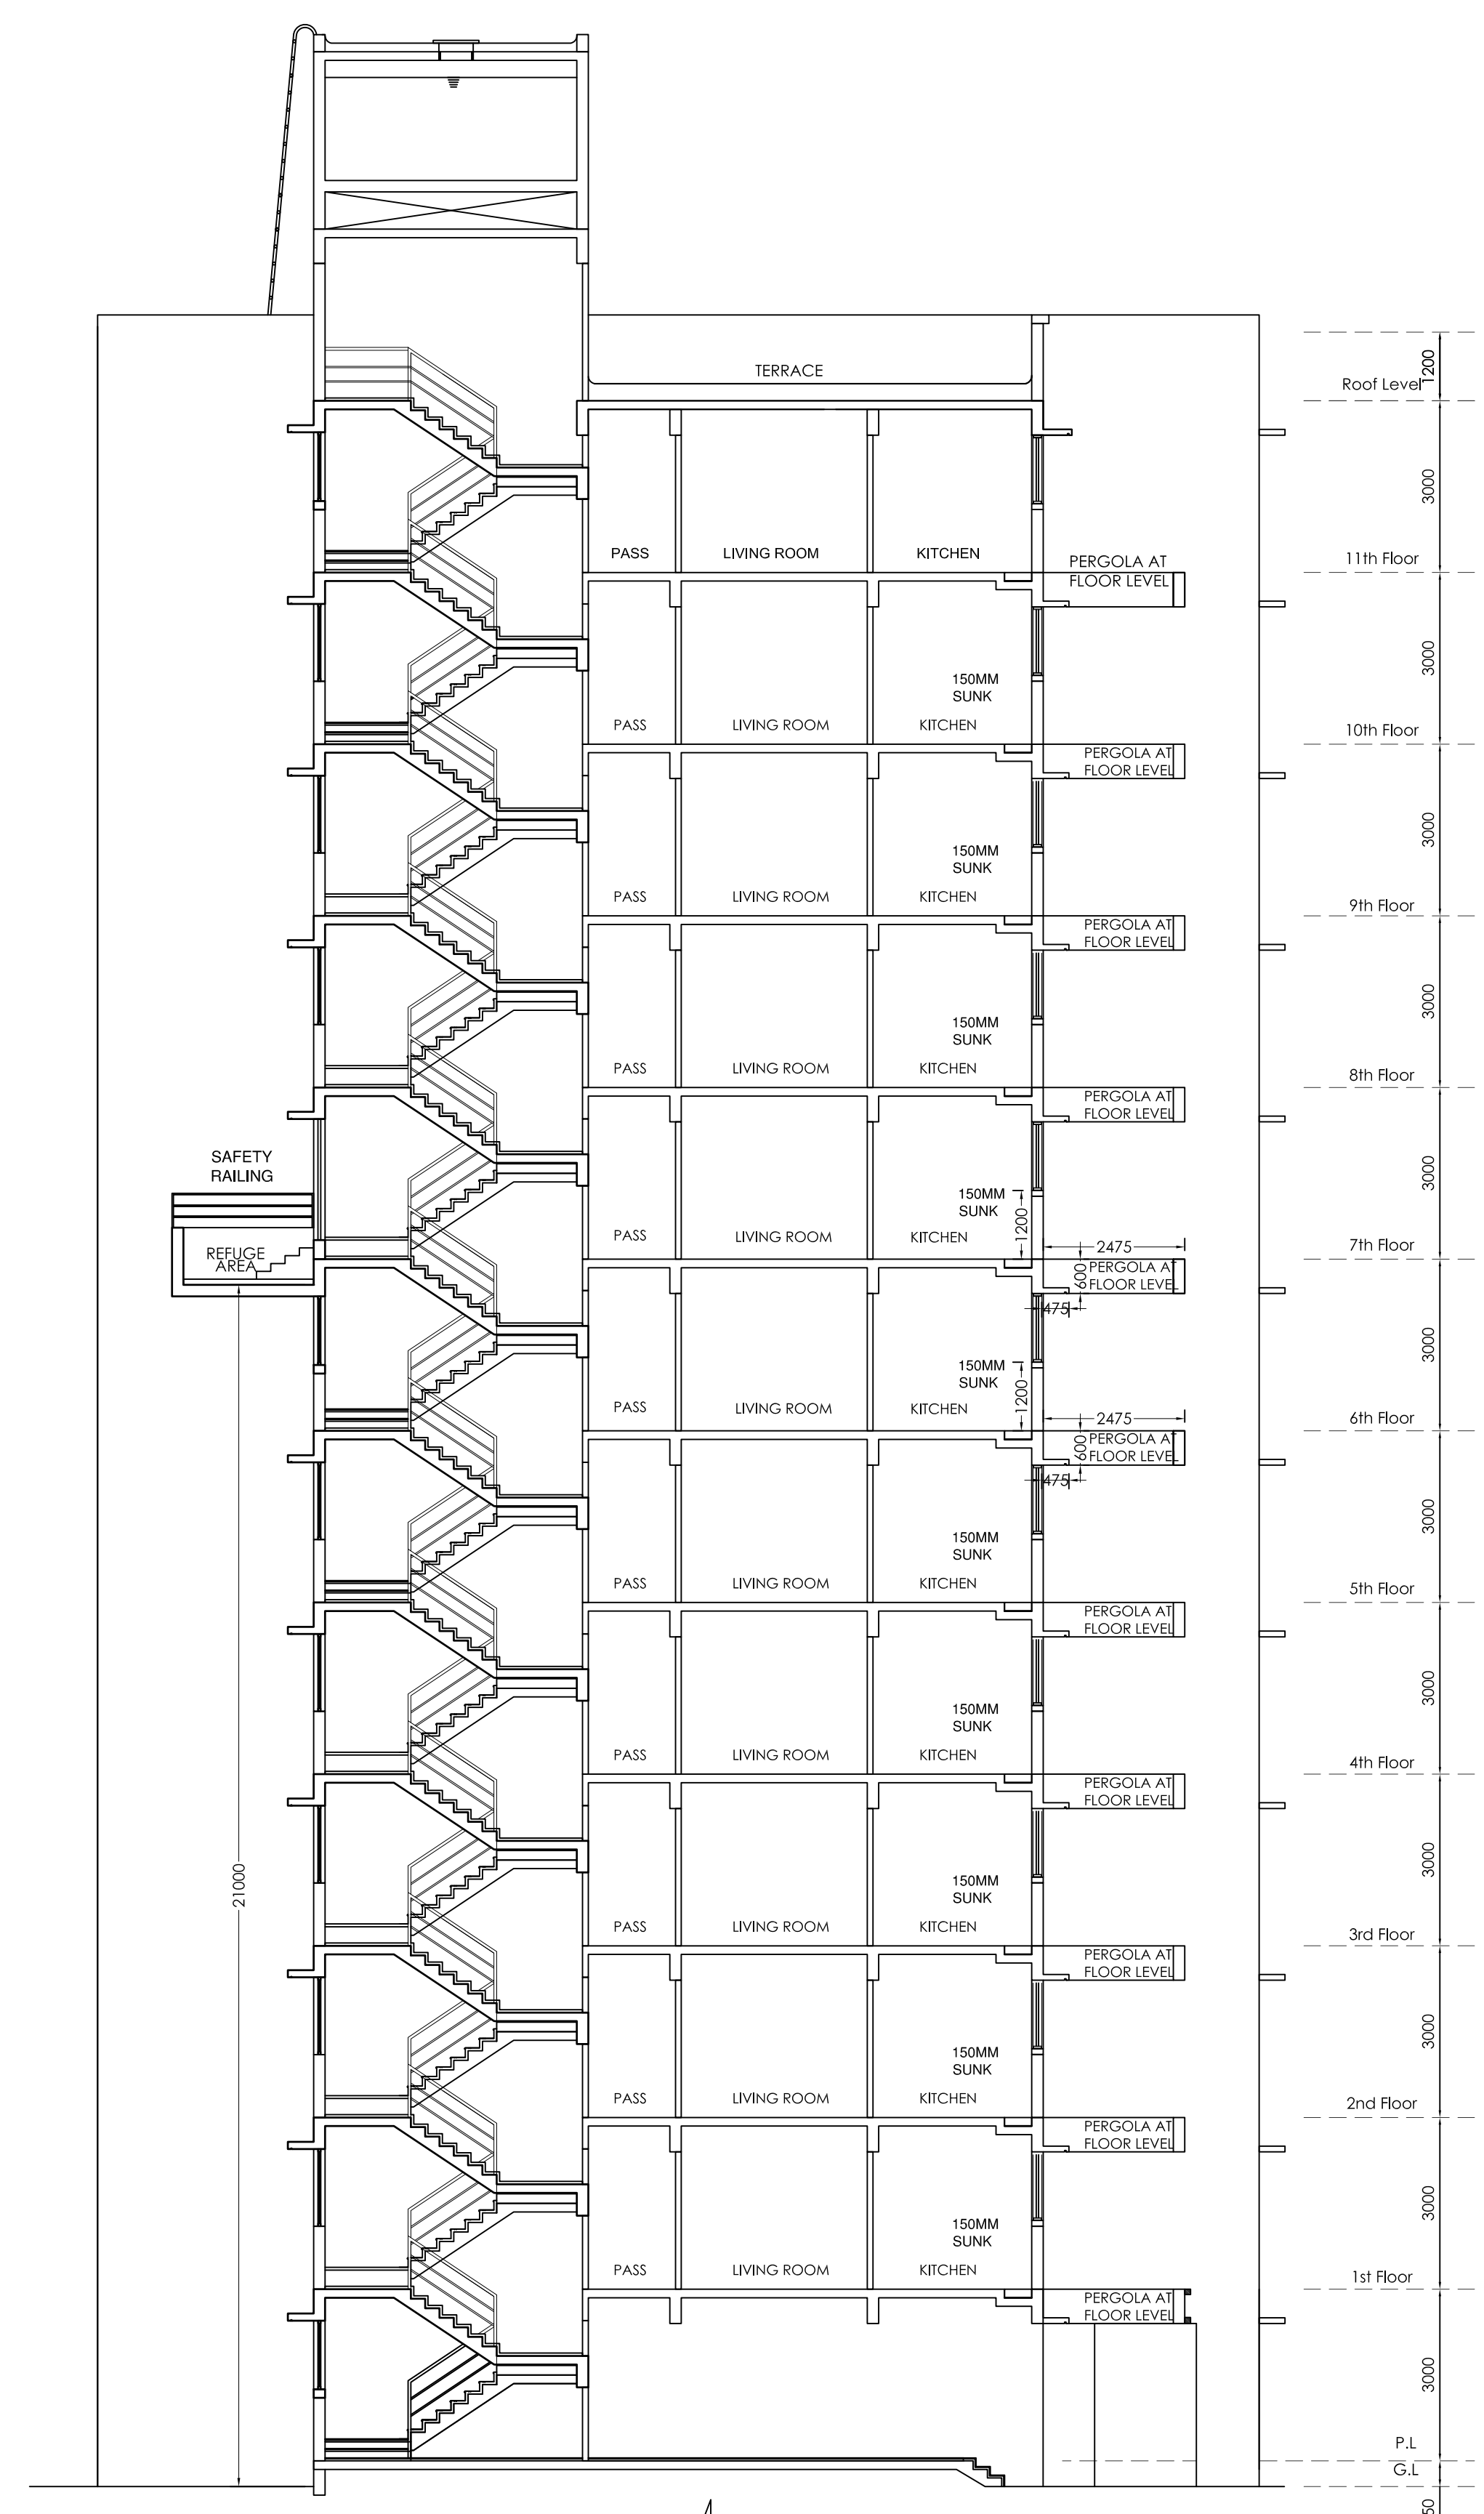 TERRACE
1200
Roof Level
3000
PASS
LIVING ROOM
KITCHEN
PERGOLA AT
FLOOR LEVEL
11th Floor
3000
150MM
SUNK
PASS
LIVING ROOM
KITCHEN
10th Floor
PERGOLA AT
FLOOR LEVEL
3000
150MM
SUNK
PASS
LIVING ROOM
KITCHEN
9th Floor
PERGOLA AT
FLOOR LEVEL
3000
150MM
SUNK
PASS
LIVING ROOM
KITCHEN
8th Floor
PERGOLA AT
FLOOR LEVEL
3000
SAFETY
RAILING
REFUGE
AREA
150MM
SUNK
1200
PASS
LIVING ROOM
KITCHEN
2475
7th Floor
600
PERGOLA AT
FLOOR LEVEL
475
3000
150MM
SUNK
1200
PASS
LIVING ROOM
KITCHEN
2475
6th Floor
600
PERGOLA AT
FLOOR LEVEL
475
3000
150MM
SUNK
PASS
LIVING ROOM
KITCHEN
5th Floor
PERGOLA AT
FLOOR LEVEL
3000
150MM
SUNK
PASS
LIVING ROOM
KITCHEN
4th Floor
PERGOLA AT
FLOOR LEVEL
3000
21000
150MM
SUNK
PASS
LIVING ROOM
KITCHEN
3rd Floor
PERGOLA AT
FLOOR LEVEL
3000
150MM
SUNK
PASS
LIVING ROOM
KITCHEN
2nd Floor
PERGOLA AT
FLOOR LEVEL
3000
150MM
SUNK
PASS
LIVING ROOM
KITCHEN
1st Floor
PERGOLA AT
FLOOR LEVEL
3000
P.L
G.L